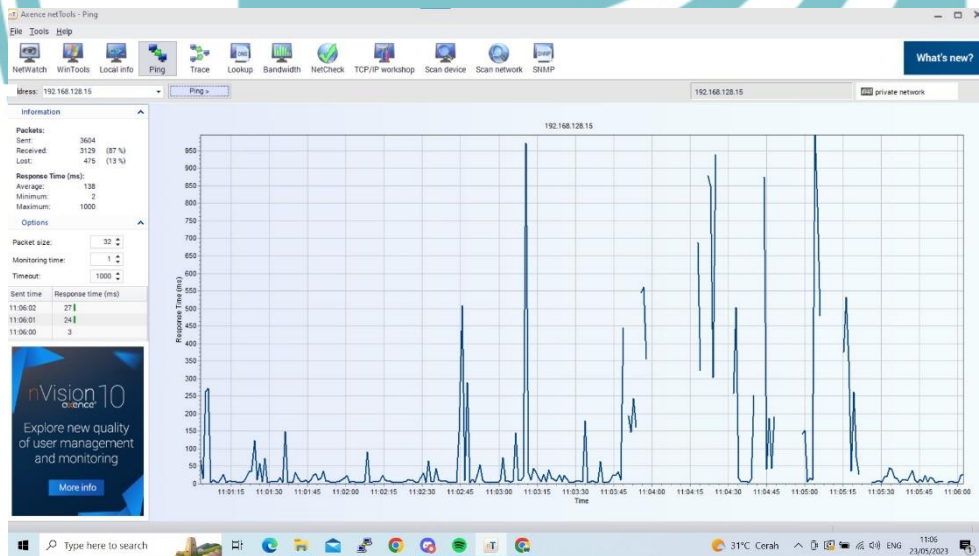 Axence netTools - Ping
File Tools Help
NetWatch WinTools Local info Ping Trace Lookup Bandwidth NetCheck TCP/IP workshop Scan device Scan network SNMP
What's new?
ddress: 192.168.128.15 Ping > 192.168.128.15 private network
Information
Packets:
Sent: 3604
Received: 3129 (87 %)
Lost: 475 (13 %)
Response Time (ms):
Average: 138
Minimum: 2
Maximum: 1000
Options
Packet size: 32
Monitoring time: 1
Timeout: 1000
Sent time Response time (ms)
11:06:02 27
11:06:01 24
11:06:00 3
nVision 10
axence
Explore new quality
of user management
and monitoring
More info
192.168.128.15
Response Time (ms)
950
900
850
800
750
700
650
600
550
500
450
400
350
300
250
200
150
100
50
0
11:01:15 11:01:30 11:01:45 11:02:00 11:02:15 11:02:30 11:02:45 11:03:00 11:03:15 11:03:30 11:03:45 11:04:00 11:04:15 11:04:30 11:04:45 11:05:00 11:05:15 11:05:30 11:05:45 11:06:00
Time
Type here to search
31°C Cerah ENG 11:06
23/05/2023